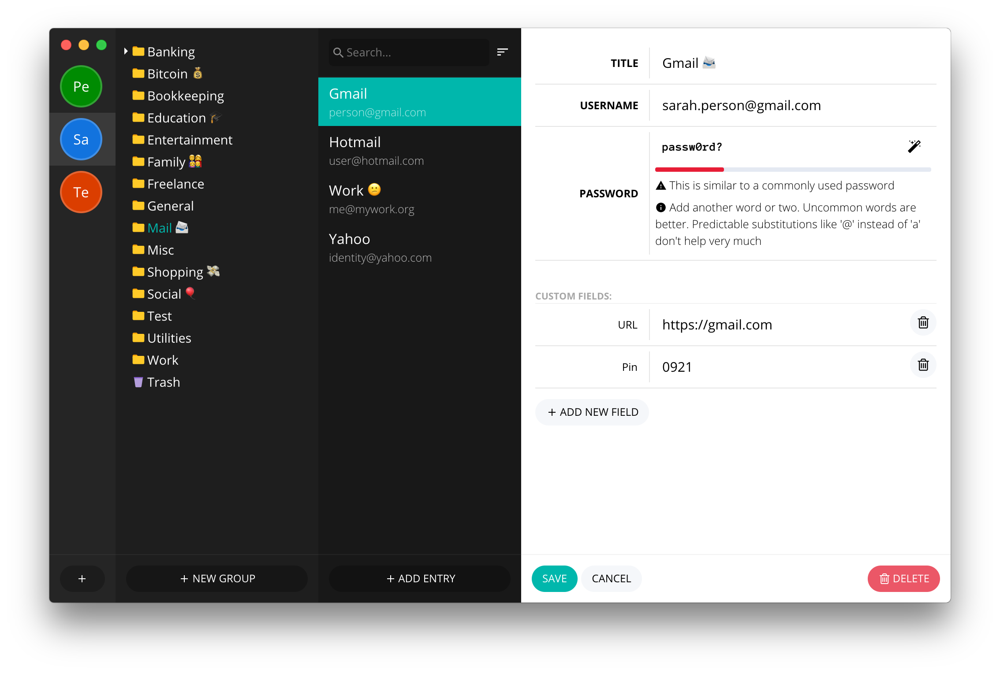 Pe
Sa
Te
+
Banking
Bitcoin 💰
Bookkeeping
Education 🎓
Entertainment
Family 👨‍👩‍👧‍👦
Freelance
General
Mail 📨
Misc
Shopping 💸
Social 🎈
Test
Utilities
Work
Trash
+ NEW GROUP
Search...
Gmail
person@gmail.com
Hotmail
user@hotmail.com
Work 😕
me@mywork.org
Yahoo
identity@yahoo.com
+ ADD ENTRY
TITLE
Gmail 📨
USERNAME
sarah.person@gmail.com
PASSWORD
passw0rd?
This is similar to a commonly used password
Add another word or two. Uncommon words are
better. Predictable substitutions like '@' instead of 'a'
don't help very much
CUSTOM FIELDS:
URL
https://gmail.com
Pin
0921
+ ADD NEW FIELD
SAVE
CANCEL
DELETE